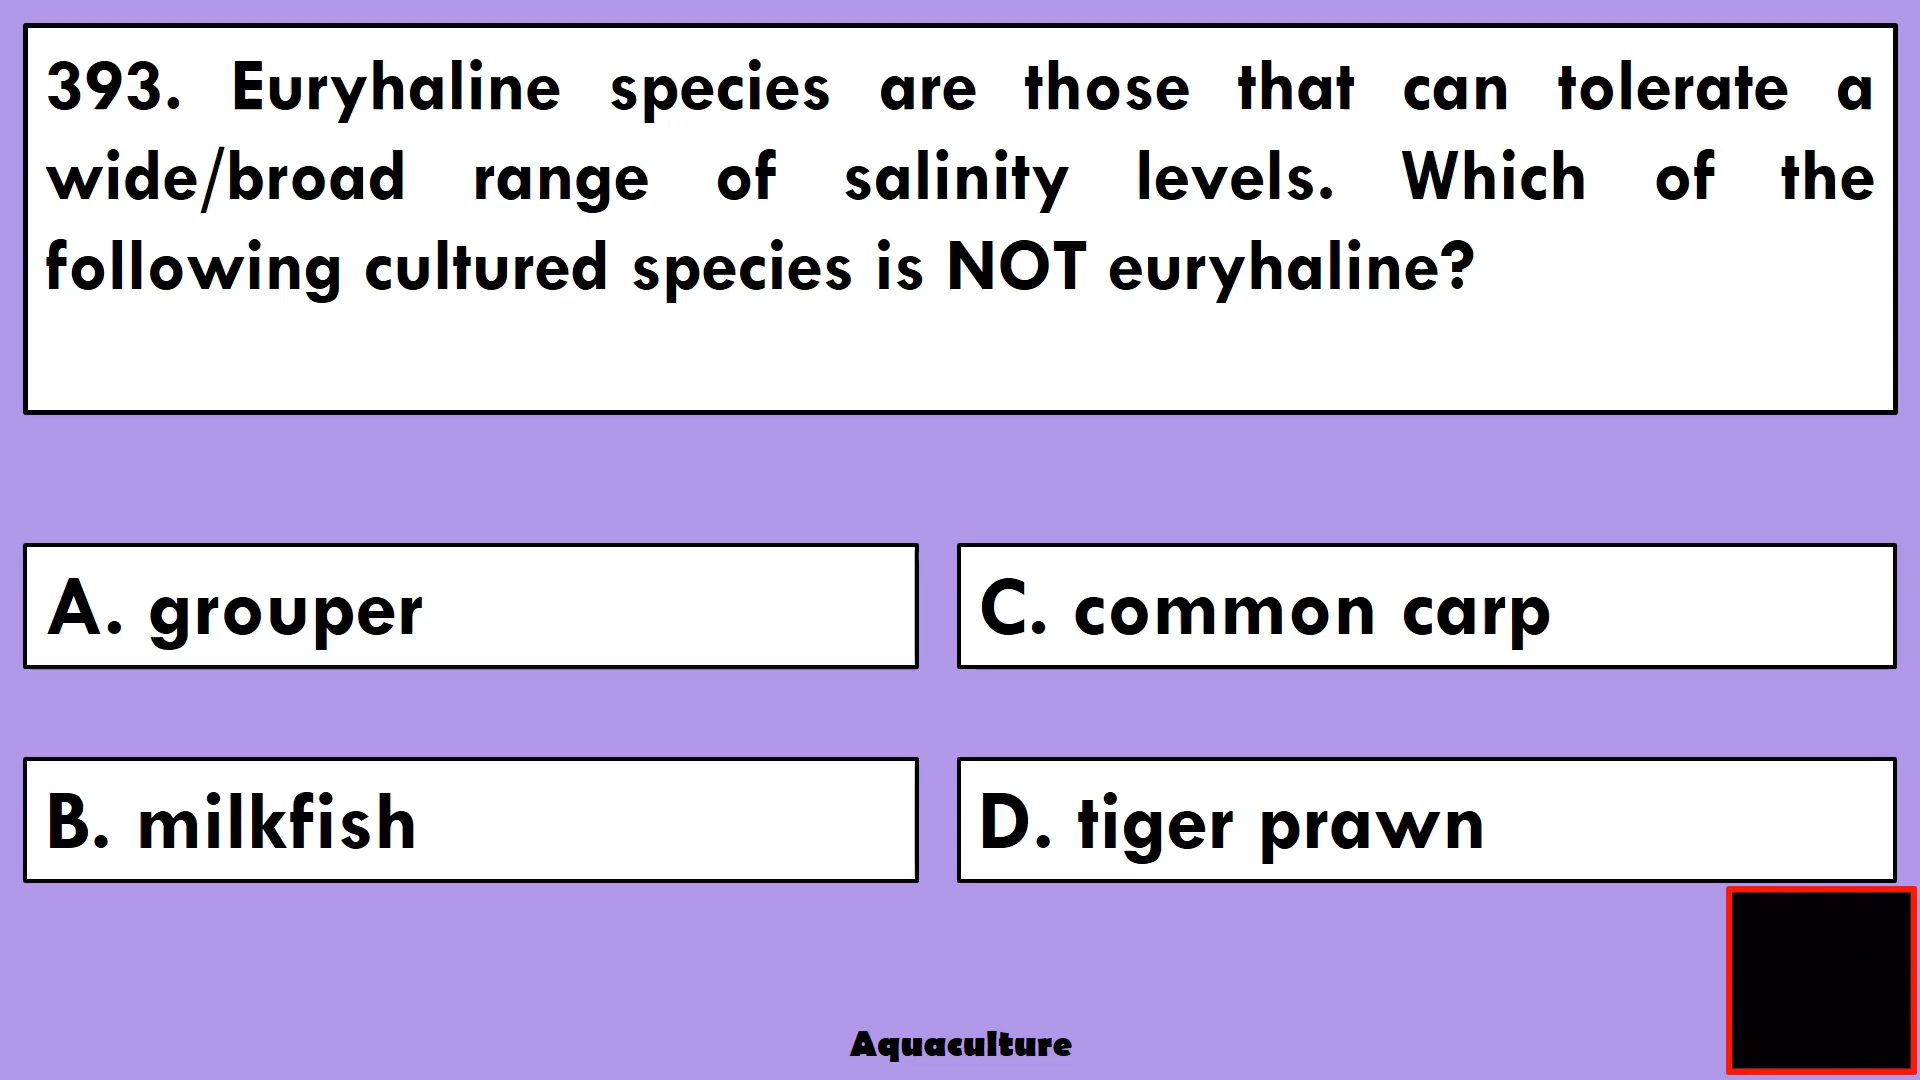 393. Euryhaline species are those that can tolerate a
wide/broad range of salinity levels. Which of the
following cultured species is NOT euryhaline?
A. grouper
C. common carp
B. milkfish
D. tiger prawn
Aquaculture